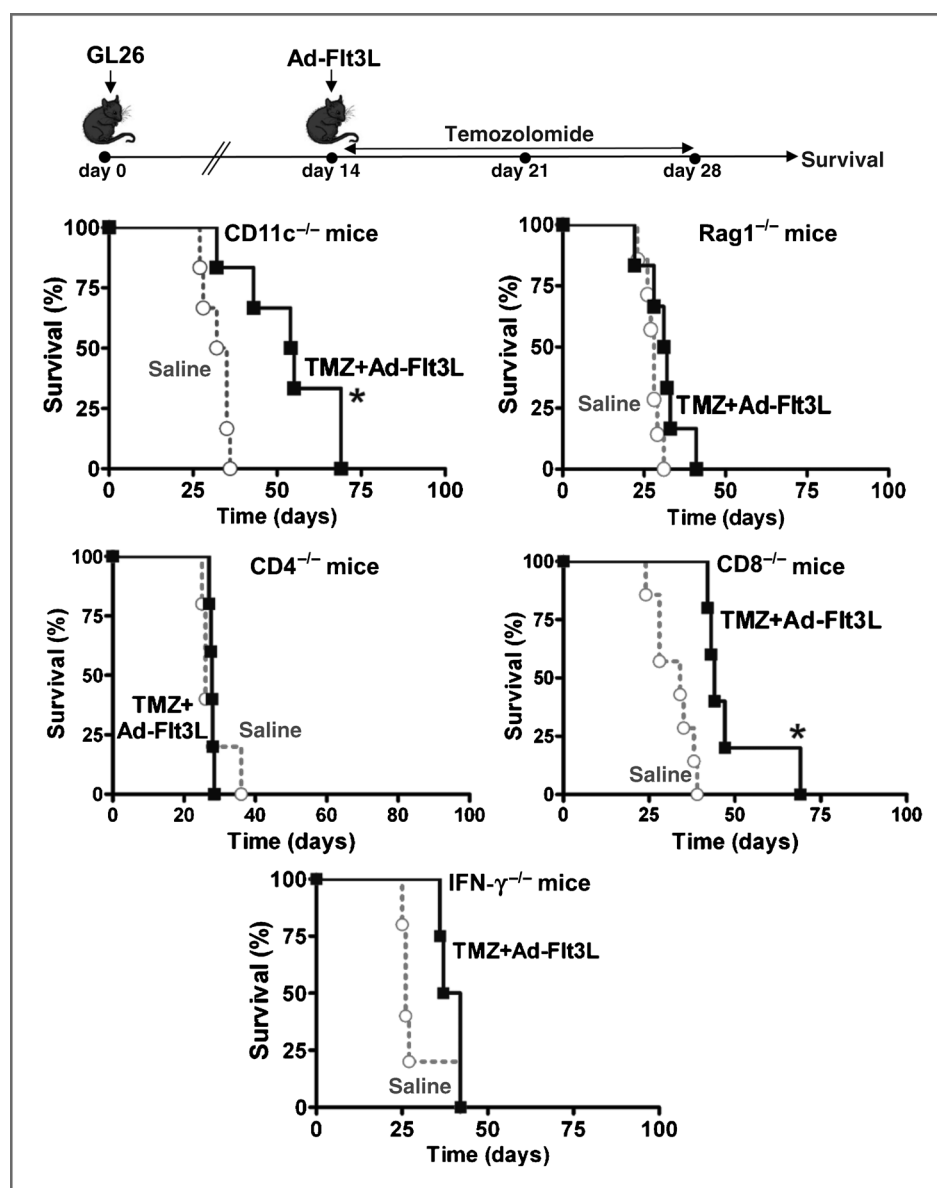 GL26
Ad-Flt3L
Temozolomide
Survival
day 0
day 14
day 21
day 28
CD11c−/− mice
Survival (%)
100
75
50
25
0
Saline
TMZ+Ad-Flt3L
*
0 25 50 75 100
Time (days)
Rag1−/− mice
Survival (%)
100
75
50
25
0
Saline
TMZ+Ad-Flt3L
0 25 50 75 100
Time (days)
CD4−/− mice
Survival (%)
100
75
50
25
0
TMZ+
Ad-Flt3L
Saline
0 20 40 60 80 100
Time (days)
CD8−/− mice
Survival (%)
100
75
50
25
0
TMZ+Ad-Flt3L
*
Saline
0 25 50 75 100
Time (days)
IFN-γ−/− mice
Survival (%)
100
75
50
25
0
TMZ+Ad-Flt3L
Saline
0 25 50 75 100
Time (days)